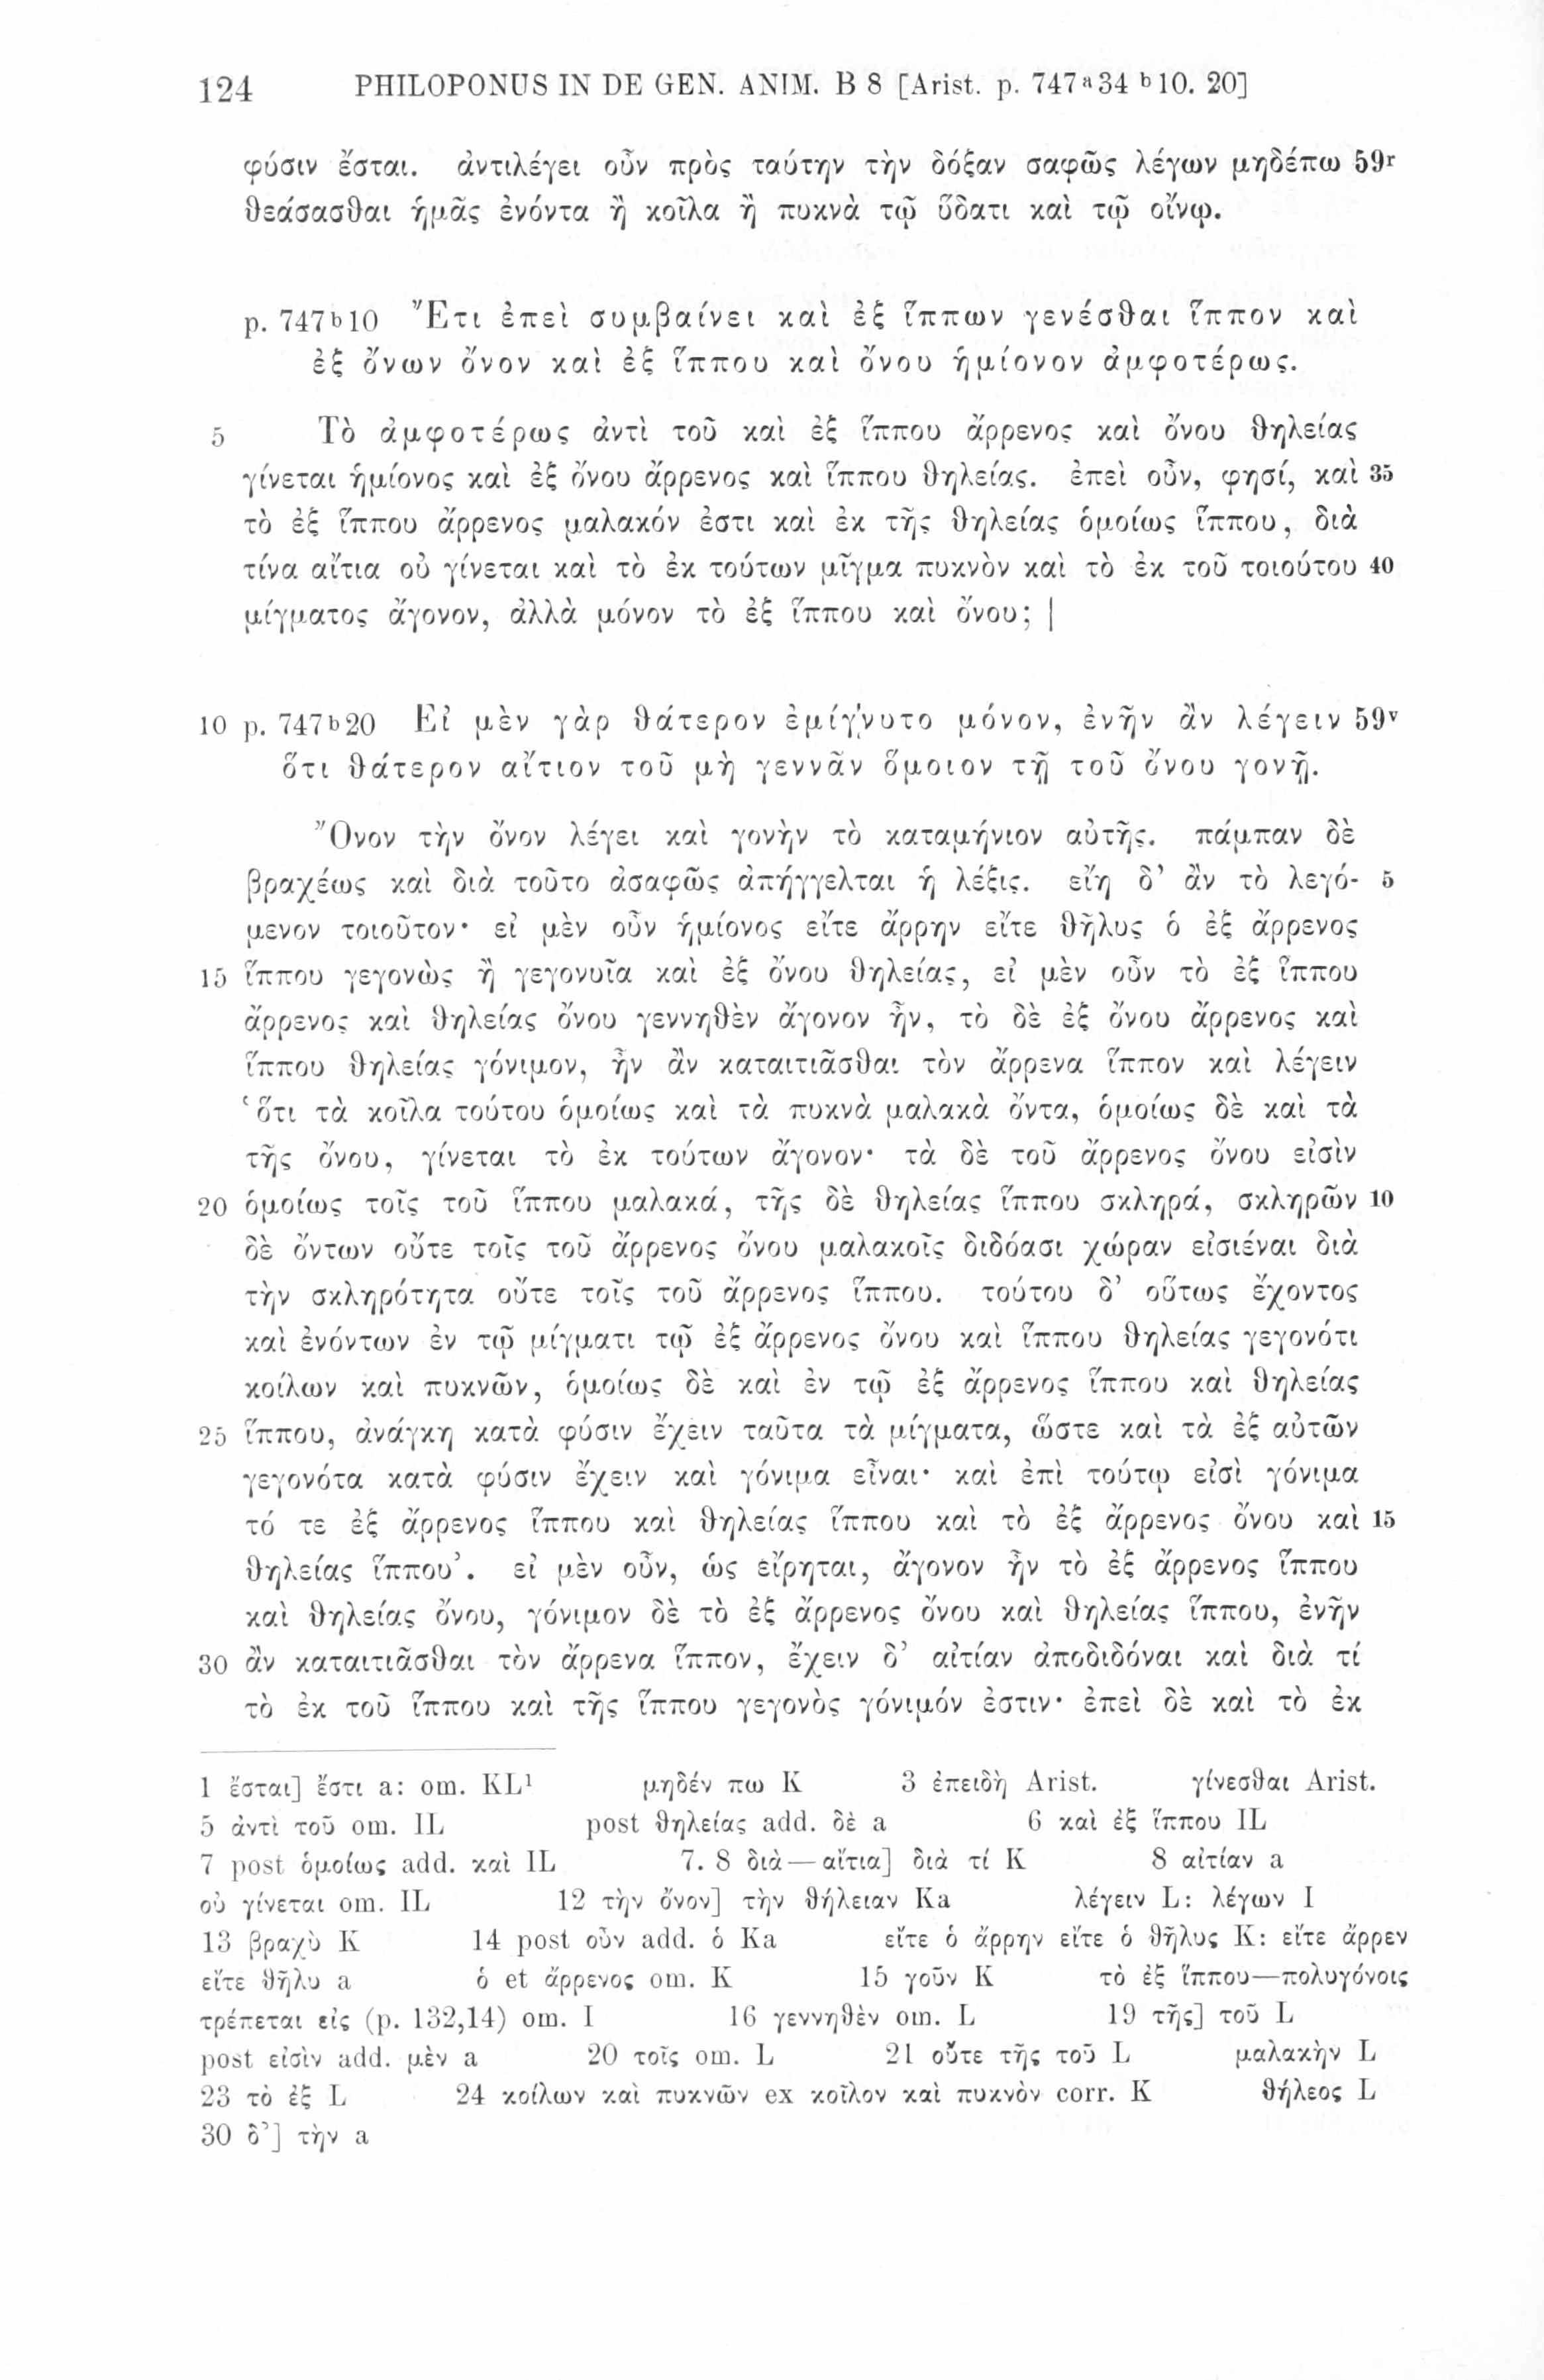 124 PHILOPONUS IN DE GEN. ANIM. B 8 [Arist. p. 747ª34 ᵇ10. 20]
φύσιν ἔσται. ἀντιλέγει οὖν πρὸς ταύτην τὴν δόξαν σαφῶς λέγων μηδέπω 59ʳ
θεάσασθαι ἡμᾶς ἐνόντα ἢ κοῖλα ἢ πυκνὰ τῷ ὕδατι καὶ τῷ οἴνῳ.
p. 747ᵇ10 Ἔτι ἐπεὶ συμβαίνει καὶ ἐξ ἵππων γενέσθαι ἵππον καὶ
ἐξ ὄνων ὄνον καὶ ἐξ ἵππου καὶ ὄνου ἡμίονον ἀμφοτέρως.
5 Τὸ ἀμφοτέρως ἀντὶ τοῦ καὶ ἐξ ἵππου ἄρρενος καὶ ὄνου θηλείας
γίνεται ἡμίονος καὶ ἐξ ὄνου ἄρρενος καὶ ἵππου θηλείας. ἐπεὶ οὖν, φησί, καὶ 35
τὸ ἐξ ἵππου ἄρρενος μαλακόν ἐστι καὶ ἐκ τῆς θηλείας ὁμοίως ἵππου, διὰ
τίνα αἴτια οὐ γίνεται καὶ τὸ ἐκ τούτων μῖγμα πυκνὸν καὶ τὸ ἐκ τοῦ τοιούτου 40
μίγματος ἄγονον, ἀλλὰ μόνον τὸ ἐξ ἵππου καὶ ὄνου; |
10 p. 747ᵇ20 Εἰ μὲν γὰρ θάτερον ἐμίγνυτο μόνον, ἐνῆν ἂν λέγειν 59ᵛ
ὅτι θάτερον αἴτιον τοῦ μὴ γεννᾶν ὅμοιον τῇ τοῦ ὄνου γονῇ.
Ὄνον τὴν ὄνον λέγει καὶ γονὴν τὸ καταμήνιον αὐτῆς. πάμπαν δὲ
βραχέως καὶ διὰ τοῦτο ἀσαφῶς ἀπήγγελται ἡ λέξις. εἴη δ’ ἂν τὸ λεγό- 5
μενον τοιοῦτον· εἰ μὲν οὖν ἡμίονος εἴτε ἄρρην εἴτε θῆλυς ὁ ἐξ ἄρρενος
15 ἵππου γεγονὼς ἢ γεγονυῖα καὶ ἐξ ὄνου θηλείας, εἰ μὲν οὖν τὸ ἐξ ἵππου
ἄρρενος καὶ θηλείας ὄνου γεννηθὲν ἄγονον ἦν, τὸ δὲ ἐξ ὄνου ἄρρενος καὶ
ἵππου θηλείας γόνιμον, ἦν ἂν καταιτιᾶσθαι τὸν ἄρρενα ἵππον καὶ λέγειν
‘ὅτι τὰ κοῖλα τούτου ὁμοίως καὶ τὰ πυκνὰ μαλακὰ ὄντα, ὁμοίως δὲ καὶ τὰ
τῆς ὄνου, γίνεται τὸ ἐκ τούτων ἄγονον· τὰ δὲ τοῦ ἄρρενος ὄνου εἰσὶν
20 ὁμοίως τοῖς τοῦ ἵππου μαλακά, τῆς δὲ θηλείας ἵππου σκληρά, σκληρῶν 10
δὲ ὄντων οὔτε τοῖς τοῦ ἄρρενος ὄνου μαλακοῖς διδόασι χώραν εἰσιέναι διὰ
τὴν σκληρότητα οὔτε τοῖς τοῦ ἄρρενος ἵππου. τούτου δ’ οὕτως ἔχοντος
καὶ ἐνόντων ἐν τῷ μίγματι τῷ ἐξ ἄρρενος ὄνου καὶ ἵππου θηλείας γεγονότι
κοίλων καὶ πυκνῶν, ὁμοίως δὲ καὶ ἐν τῷ ἐξ ἄρρενος ἵππου καὶ θηλείας
25 ἵππου, ἀνάγκη κατὰ φύσιν ἔχειν ταῦτα τὰ μίγματα, ὥστε καὶ τὰ ἐξ αὐτῶν
γεγονότα κατὰ φύσιν ἔχειν καὶ γόνιμα εἶναι· καὶ ἐπὶ τούτῳ εἰσὶ γόνιμα
τό τε ἐξ ἄρρενος ἵππου καὶ θηλείας ἵππου καὶ τὸ ἐξ ἄρρενος ὄνου καὶ 15
θηλείας ἵππου’. εἰ μὲν οὖν, ὡς εἴρηται, ἄγονον ἦν τὸ ἐξ ἄρρενος ἵππου
καὶ θηλείας ὄνου, γόνιμον δὲ τὸ ἐξ ἄρρενος ὄνου καὶ θηλείας ἵππου, ἐνῆν
30 ἂν καταιτιᾶσθαι τὸν ἄρρενα ἵππον, ἔχειν δ’ αἰτίαν ἀποδιδόναι καὶ διὰ τί
τὸ ἐκ τοῦ ἵππου καὶ τῆς ἵππου γεγονὸς γόνιμόν ἐστιν· ἐπεὶ δὲ καὶ τὸ ἐκ
1 ἔσται] ἔστι a: om. KL¹ μηδέν πω K 3 ἐπειδὴ Arist. γίνεσθαι Arist.
5 ἀντὶ τοῦ om. IL post θηλείας add. δὲ a 6 καὶ ἐξ ἵππου IL
7 post ὁμοίως add. καὶ IL 7. 8 διὰ—αἴτια] διὰ τί K 8 αἰτίαν a
οὐ γίνεται om. IL 12 τὴν ὄνον] τὴν θήλειαν Ka λέγειν L: λέγων I
13 βραχὺ K 14 post οὖν add. ὁ Ka εἴτε ὁ ἄρρην εἴτε ὁ θῆλυς K: εἴτε ἄρρεν
εἴτε θῆλυ a ὁ et ἄρρενος om. K 15 γοῦν K τὸ ἐξ ἵππου—πολυγόνοις
τρέπεται εἰς (p. 132,14) om. I 16 γεννηθὲν om. L 19 τῆς] τοῦ L
post εἰσὶν add. μὲν a 20 τοῖς om. L 21 οὔτε τῆς τοῦ L μαλακὴν L
23 τὸ ἐξ L 24 κοίλων καὶ πυκνῶν ex κοῖλον καὶ πυκνὸν corr. K θήλεος L
30 δ’] τὴν a